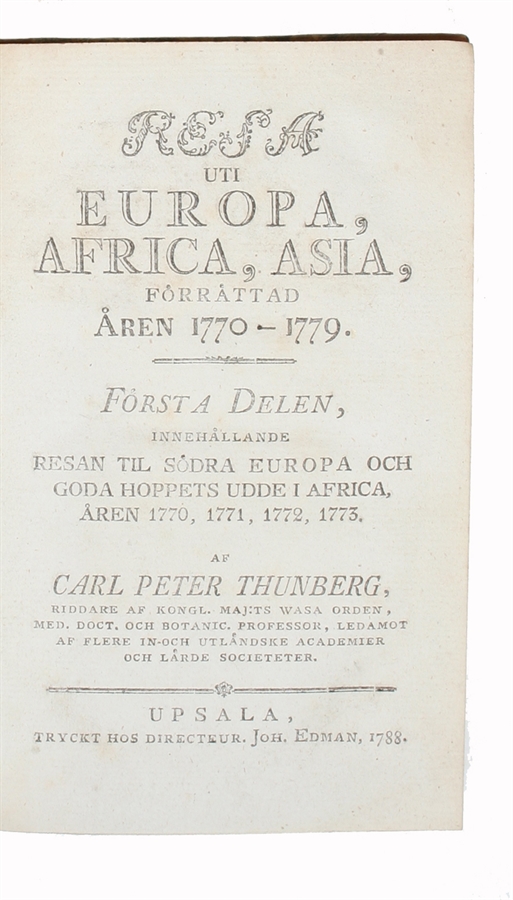 RESA
UTI
EUROPA,
AFRICA, ASIA,
FÖRRÄTTAD
ÅREN 1770-1779.
FÖRSTA DELEN,
INNEHÅLLANDE
RESAN TIL SÖDRA EUROPA OCH
GODA HOPPETS UDDE I AFRICA,
ÅREN 1770, 1771, 1772, 1773.
AF
CARL PETER THUNBERG,
RIDDARE AF KONGL. MAJ:TS WASA ORDEN,
MED. DOCT. OCH BOTANIC. PROFESSOR, LEDAMOT
AF FLERE IN-OCH UTLÄNDSKE ACADEMIER
OCH LÄRDE SOCIETETER.
UPSALA,
TRYCKT HOS DIRECTEUR. JOH. EDMAN, 1788.